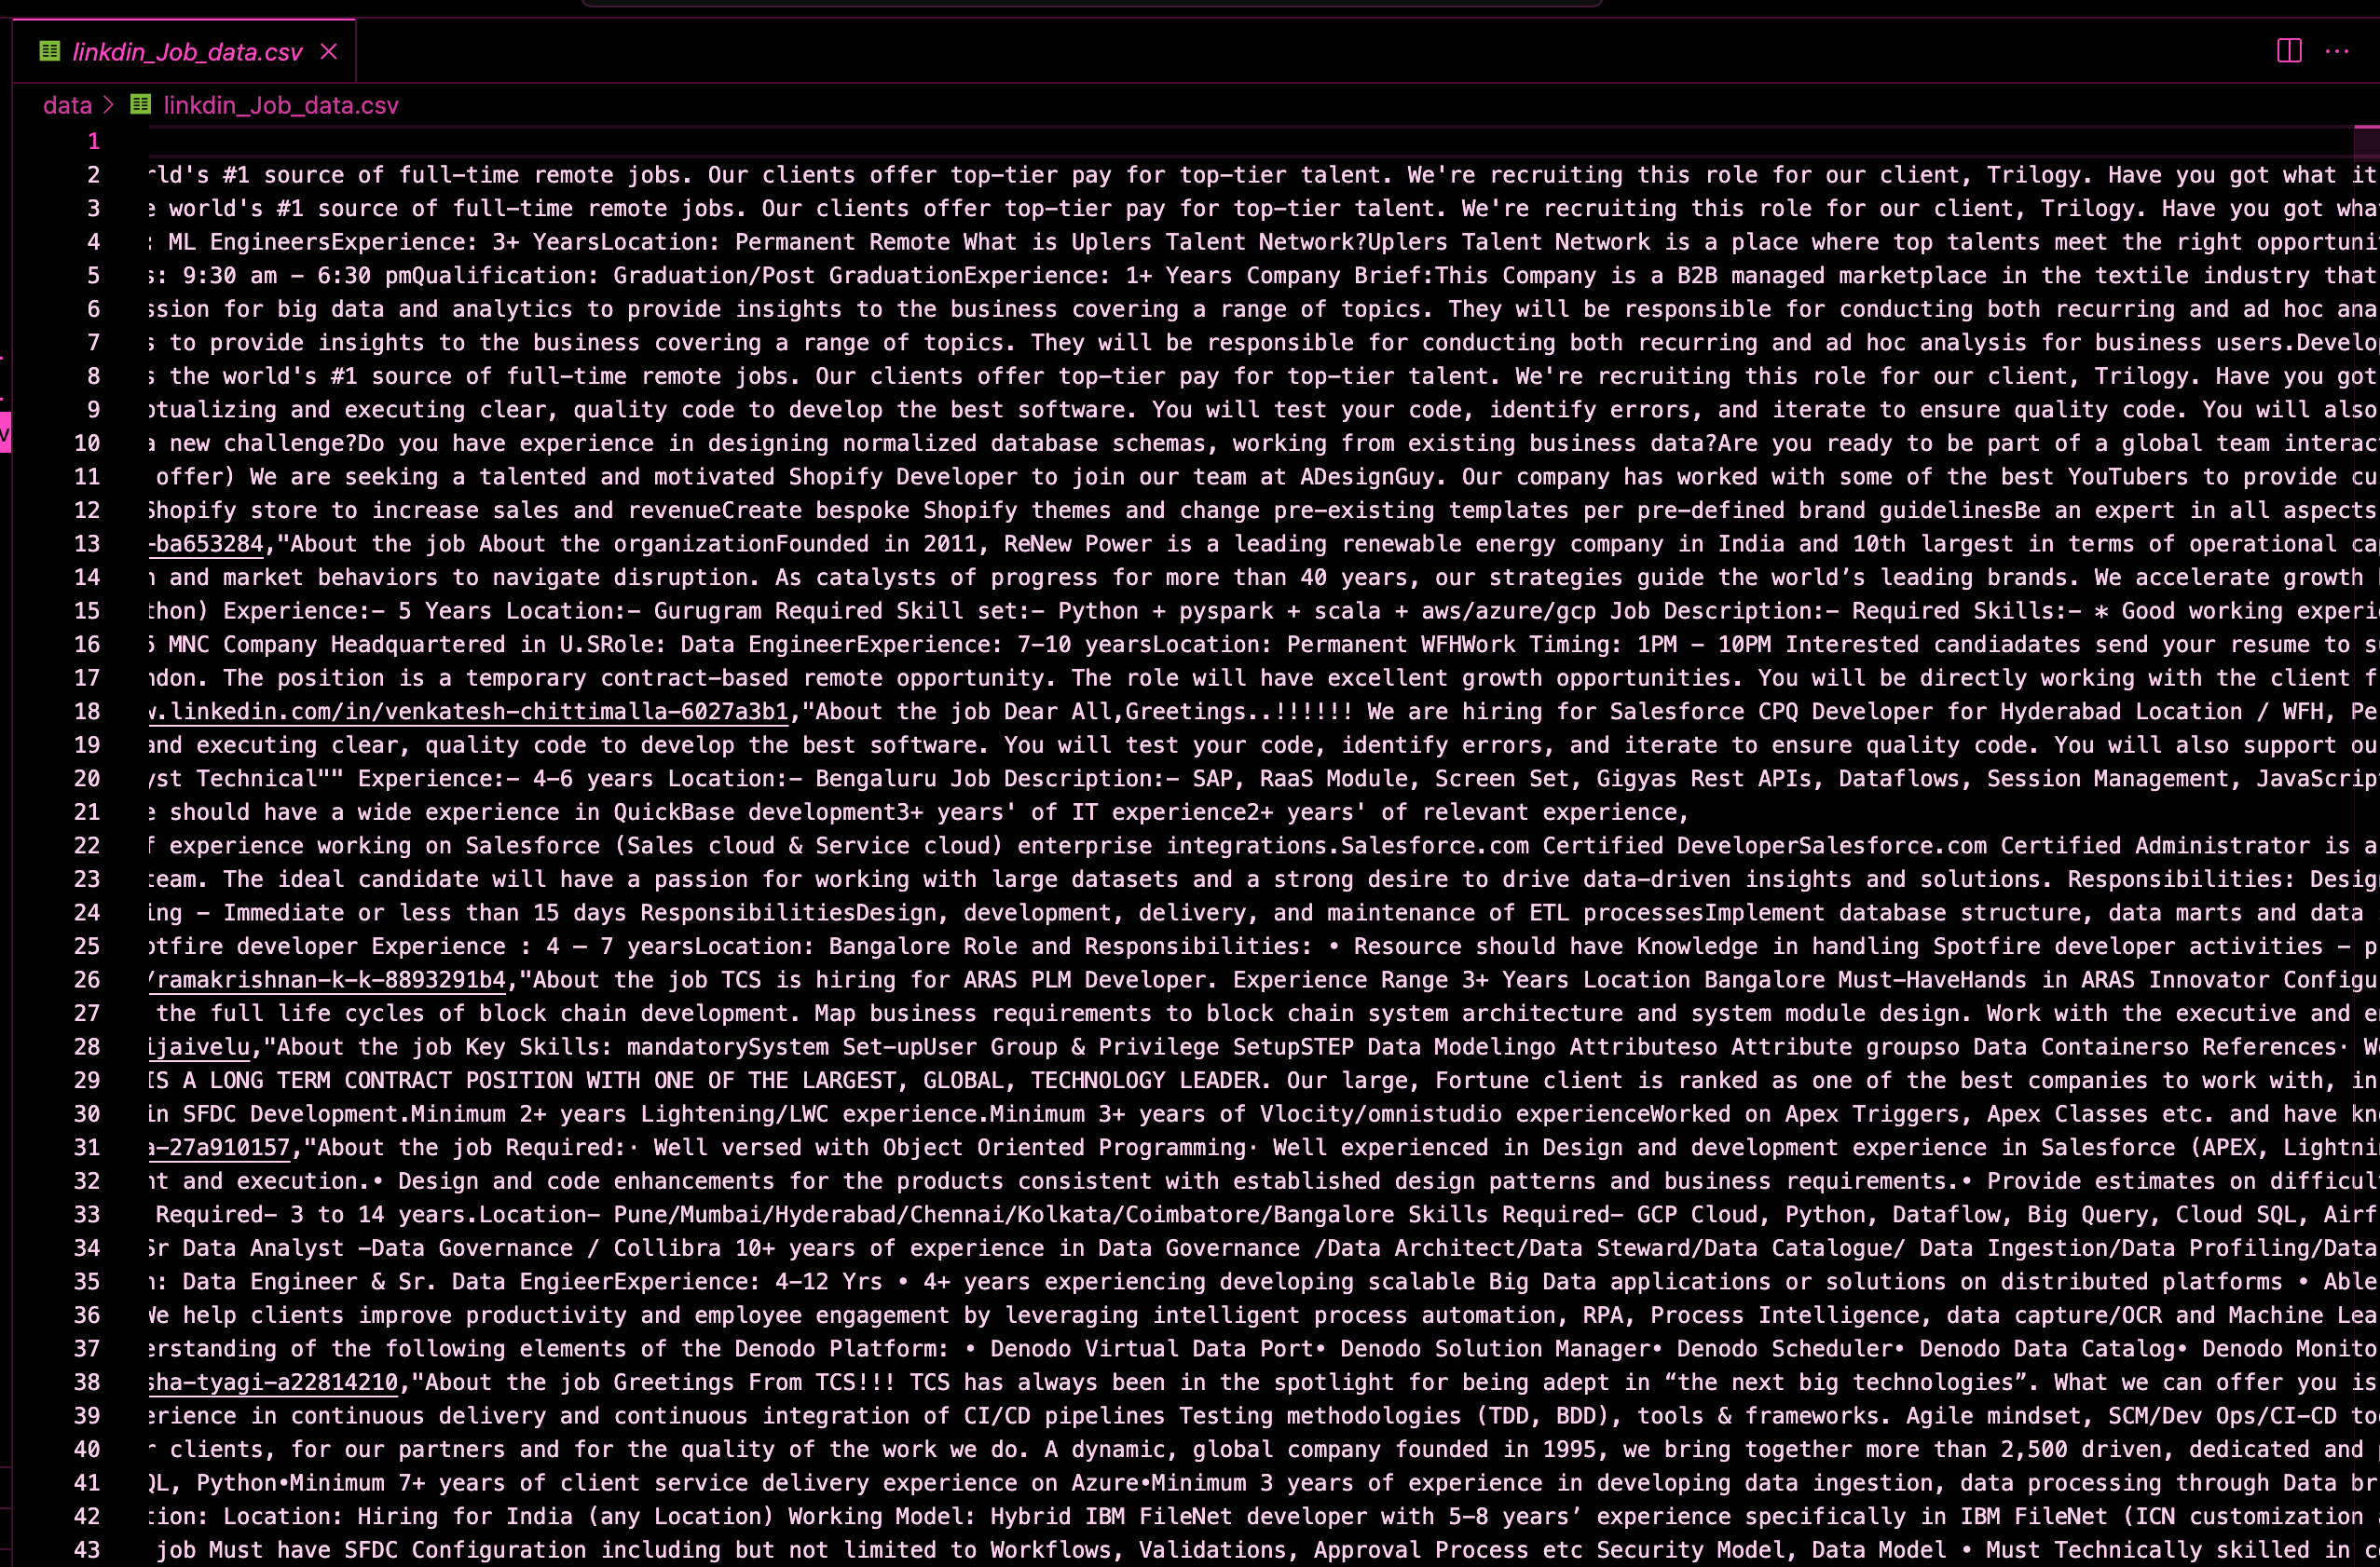 linkdin_Job_data.csv
data > linkdin_Job_data.csv
1
2 rld's #1 source of full-time remote jobs. Our clients offer top-tier pay for top-tier talent. We're recruiting this role for our client, Trilogy. Have you got what it
3 e world's #1 source of full-time remote jobs. Our clients offer top-tier pay for top-tier talent. We're recruiting this role for our client, Trilogy. Have you got wha
4 : ML EngineersExperience: 3+ YearsLocation: Permanent Remote What is Uplers Talent Network?Uplers Talent Network is a place where top talents meet the right opportuni
5 s: 9:30 am – 6:30 pmQualification: Graduation/Post GraduationExperience: 1+ Years Company Brief:This Company is a B2B managed marketplace in the textile industry that
6 ssion for big data and analytics to provide insights to the business covering a range of topics. They will be responsible for conducting both recurring and ad hoc ana
7 s to provide insights to the business covering a range of topics. They will be responsible for conducting both recurring and ad hoc analysis for business users.Develo
8 s the world's #1 source of full-time remote jobs. Our clients offer top-tier pay for top-tier talent. We're recruiting this role for our client, Trilogy. Have you got
9 ptualizing and executing clear, quality code to develop the best software. You will test your code, identify errors, and iterate to ensure quality code. You will also
10 a new challenge?Do you have experience in designing normalized database schemas, working from existing business data?Are you ready to be part of a global team interac
11 offer) We are seeking a talented and motivated Shopify Developer to join our team at ADesignGuy. Our company has worked with some of the best YouTubers to provide cu
12 Shopify store to increase sales and revenueCreate bespoke Shopify themes and change pre-existing templates per pre-defined brand guidelinesBe an expert in all aspects
13 -ba653284,"About the job About the organizationFounded in 2011, ReNew Power is a leading renewable energy company in India and 10th largest in terms of operational ca
14 n and market behaviors to navigate disruption. As catalysts of progress for more than 40 years, our strategies guide the world’s leading brands. We accelerate growth
15 thon) Experience:- 5 Years Location:- Gurugram Required Skill set:- Python + pyspark + scala + aws/azure/gcp Job Description:- Required Skills:- * Good working experi
16 5 MNC Company Headquartered in U.SRole: Data EngineerExperience: 7-10 yearsLocation: Permanent WFHWork Timing: 1PM – 10PM Interested candiadates send your resume to s
17 ndon. The position is a temporary contract-based remote opportunity. The role will have excellent growth opportunities. You will be directly working with the client f
18 w.linkedin.com/in/venkatesh-chittimalla-6027a3b1,"About the job Dear All,Greetings..!!!!!! We are hiring for Salesforce CPQ Developer for Hyderabad Location / WFH, Pe
19 and executing clear, quality code to develop the best software. You will test your code, identify errors, and iterate to ensure quality code. You will also support ou
20 yst Technical"" Experience:- 4-6 years Location:- Bengaluru Job Description:- SAP, RaaS Module, Screen Set, Gigyas Rest APIs, Dataflows, Session Management, JavaScrip
21 e should have a wide experience in QuickBase development3+ years' of IT experience2+ years' of relevant experience,
22 f experience working on Salesforce (Sales cloud & Service cloud) enterprise integrations.Salesforce.com Certified DeveloperSalesforce.com Certified Administrator is a
23 team. The ideal candidate will have a passion for working with large datasets and a strong desire to drive data-driven insights and solutions. Responsibilities: Desig
24 ing – Immediate or less than 15 days ResponsibilitiesDesign, development, delivery, and maintenance of ETL processesImplement database structure, data marts and data
25 otfire developer Experience : 4 – 7 yearsLocation: Bangalore Role and Responsibilities: • Resource should have Knowledge in handling Spotfire developer activities – p
26 /ramakrishnan-k-k-8893291b4,"About the job TCS is hiring for ARAS PLM Developer. Experience Range 3+ Years Location Bangalore Must-HaveHands in ARAS Innovator Configu
27 the full life cycles of block chain development. Map business requirements to block chain system architecture and system module design. Work with the executive and e
28 ijaivelu,"About the job Key Skills: mandatorySystem Set-upUser Group & Privilege SetupSTEP Data Modelingo Attributeso Attribute groupso Data Containerso References· W
29 IS A LONG TERM CONTRACT POSITION WITH ONE OF THE LARGEST, GLOBAL, TECHNOLOGY LEADER. Our large, Fortune client is ranked as one of the best companies to work with, in
30 in SFDC Development.Minimum 2+ years Lightening/LWC experience.Minimum 3+ years of Vlocity/omnistudio experienceWorked on Apex Triggers, Apex Classes etc. and have kn
31 a-27a910157,"About the job Required:· Well versed with Object Oriented Programming· Well experienced in Design and development experience in Salesforce (APEX, Lightni
32 nt and execution.• Design and code enhancements for the products consistent with established design patterns and business requirements.• Provide estimates on difficul
33 Required- 3 to 14 years.Location- Pune/Mumbai/Hyderabad/Chennai/Kolkata/Coimbatore/Bangalore Skills Required- GCP Cloud, Python, Dataflow, Big Query, Cloud SQL, Airf
34 Sr Data Analyst -Data Governance / Collibra 10+ years of experience in Data Governance /Data Architect/Data Steward/Data Catalogue/ Data Ingestion/Data Profiling/Data
35 n: Data Engineer & Sr. Data EngieerExperience: 4-12 Yrs • 4+ years experiencing developing scalable Big Data applications or solutions on distributed platforms • Able
36 We help clients improve productivity and employee engagement by leveraging intelligent process automation, RPA, Process Intelligence, data capture/OCR and Machine Lea
37 erstanding of the following elements of the Denodo Platform: • Denodo Virtual Data Port• Denodo Solution Manager• Denodo Scheduler• Denodo Data Catalog• Denodo Monito
38 sha-tyagi-a22814210,"About the job Greetings From TCS!!! TCS has always been in the spotlight for being adept in “the next big technologies”. What we can offer you is
39 erience in continuous delivery and continuous integration of CI/CD pipelines Testing methodologies (TDD, BDD), tools & frameworks. Agile mindset, SCM/Dev Ops/CI-CD to
40 r clients, for our partners and for the quality of the work we do. A dynamic, global company founded in 1995, we bring together more than 2,500 driven, dedicated and
41 QL, Python•Minimum 7+ years of client service delivery experience on Azure•Minimum 3 years of experience in developing data ingestion, data processing through Data br
42 tion: Location: Hiring for India (any Location) Working Model: Hybrid IBM FileNet developer with 5-8 years’ experience specifically in IBM FileNet (ICN customization
43 job Must have SFDC Configuration including but not limited to Workflows, Validations, Approval Process etc Security Model, Data Model • Must Technically skilled in